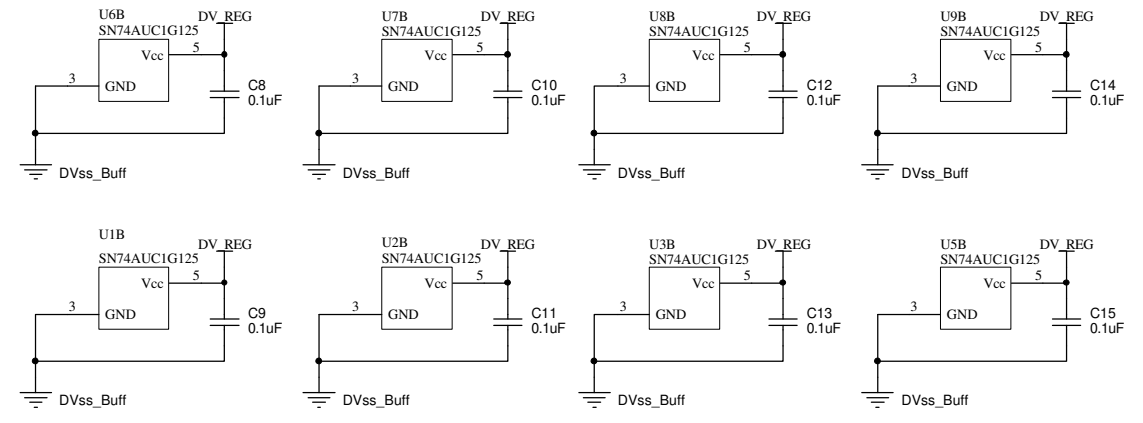 U6B
DV_REG
SN74AUC1G125
Vcc
5
3
GND
C8
0.1uF
DVss_Buff
U7B
DV_REG
SN74AUC1G125
Vcc
5
3
GND
C10
0.1uF
DVss_Buff
U8B
DV_REG
SN74AUC1G125
Vcc
5
3
GND
C12
0.1uF
DVss_Buff
U9B
DV_REG
SN74AUC1G125
Vcc
5
3
GND
C14
0.1uF
DVss_Buff
U1B
DV_REG
SN74AUC1G125
Vcc
5
3
GND
C9
0.1uF
DVss_Buff
U2B
DV_REG
SN74AUC1G125
Vcc
5
3
GND
C11
0.1uF
DVss_Buff
U3B
DV_REG
SN74AUC1G125
Vcc
5
3
GND
C13
0.1uF
DVss_Buff
U5B
DV_REG
SN74AUC1G125
Vcc
5
3
GND
C15
0.1uF
DVss_Buff